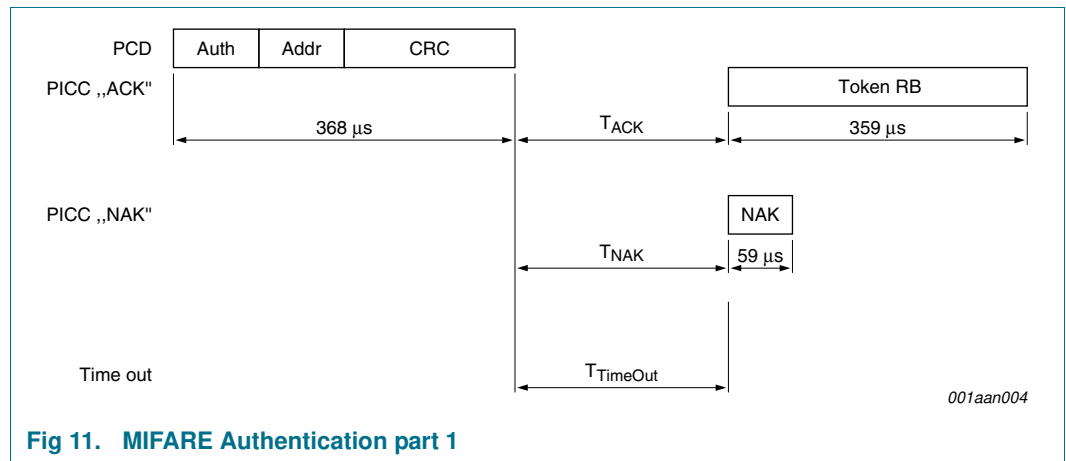 PCD Auth Addr CRC
PICC ,,ACK" Token RB
368 μs TACK 359 μs
PICC ,,NAK" NAK
TNAK 59 μs
Time out TTimeOut
001aan004
Fig 11. MIFARE Authentication part 1